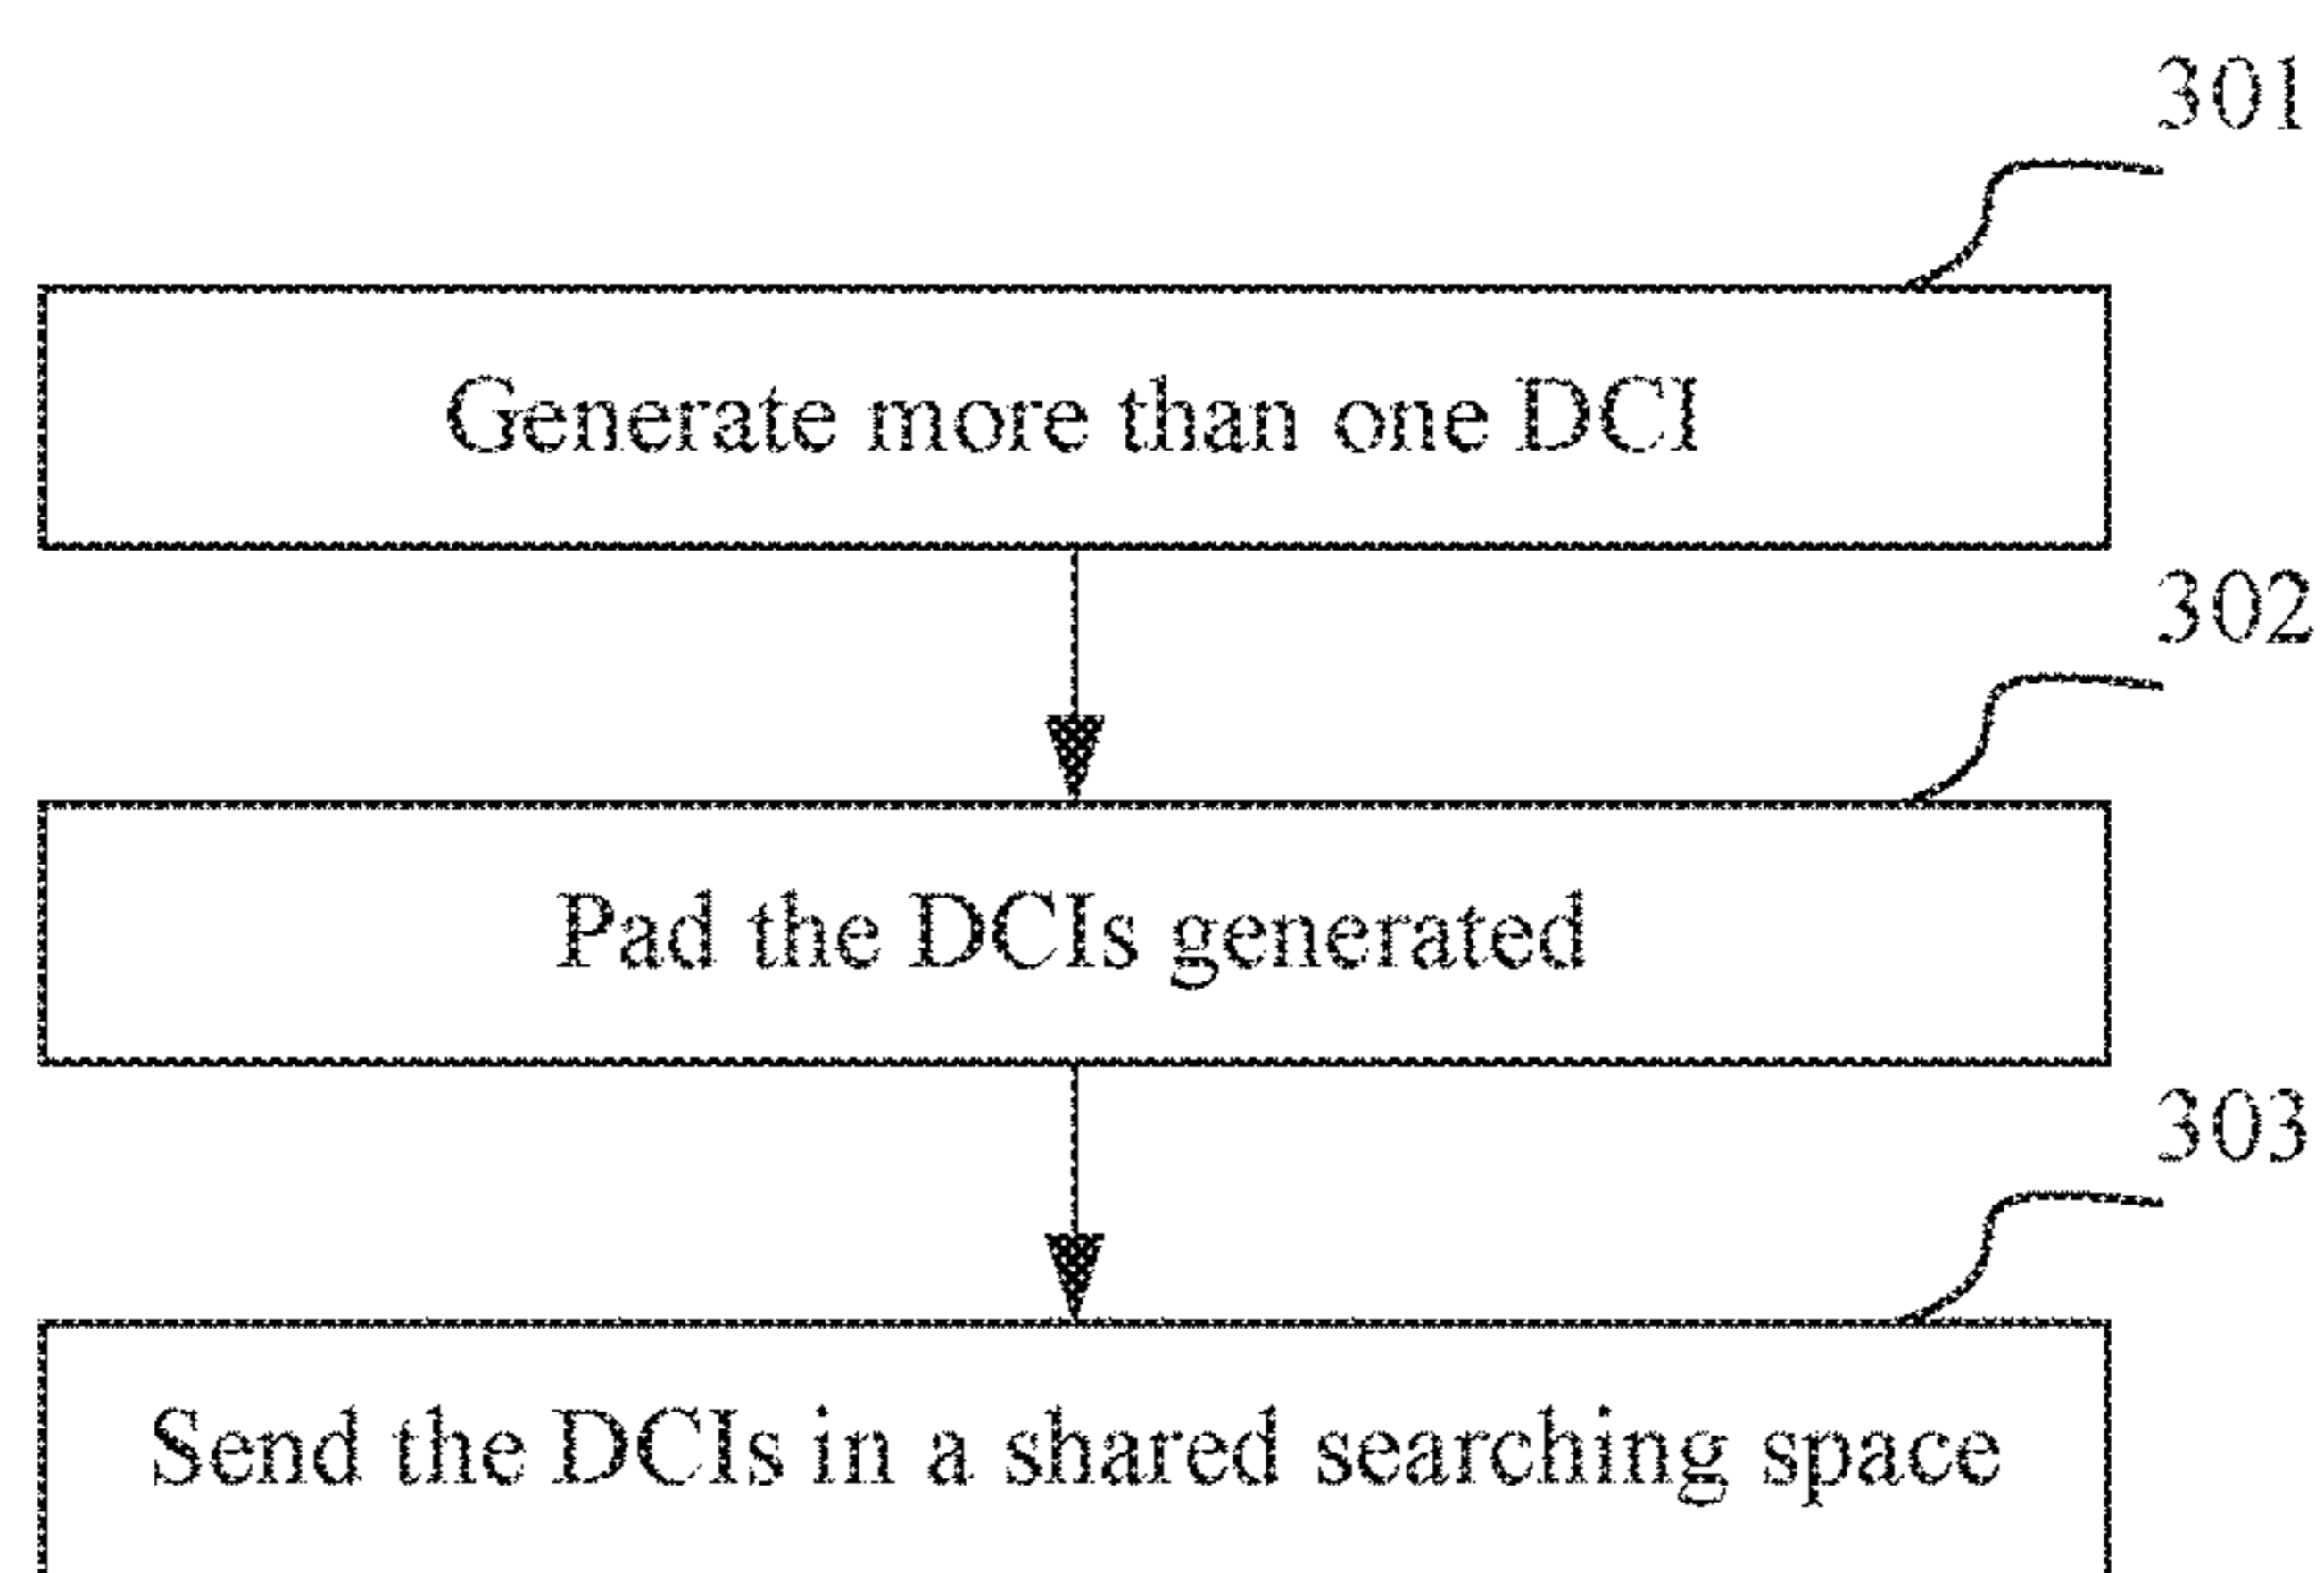 301
Generate more than one DCI
302
Pad the DCIs generated
303
Send the DCIs in a shared searching space